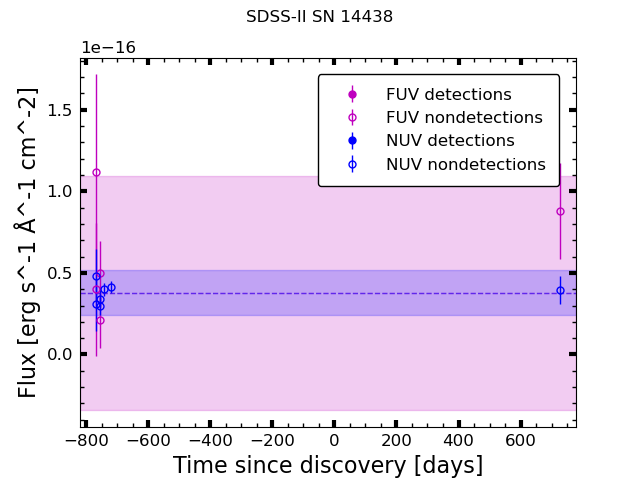 SDSS-II SN 14438
1e−16
FUV detections
FUV nondetections
NUV detections
NUV nondetections
1.5
1.0
0.5
0.0
Flux [erg s^-1 Å^-1 cm^-2]
−800 −600 −400 −200 0 200 400 600
Time since discovery [days]